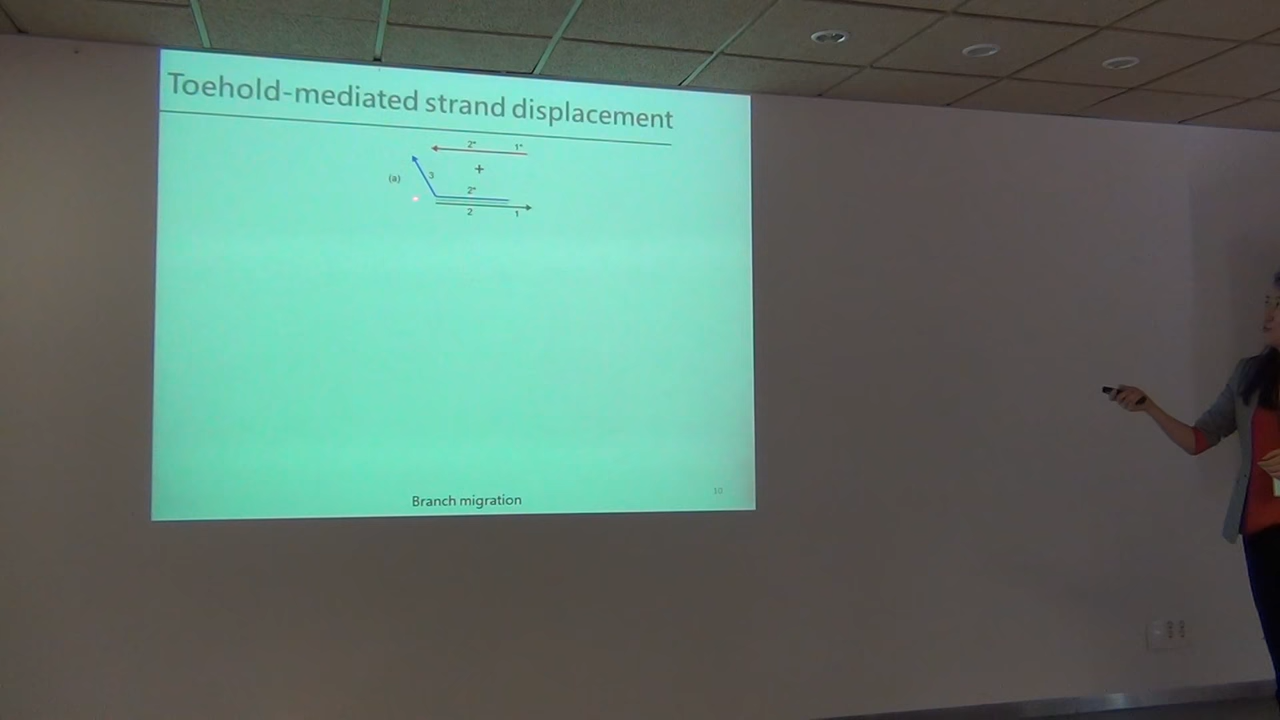 Toehold-mediated strand displacement
2* 1*
+
(a) 3
2*
2 1
Branch migration
10